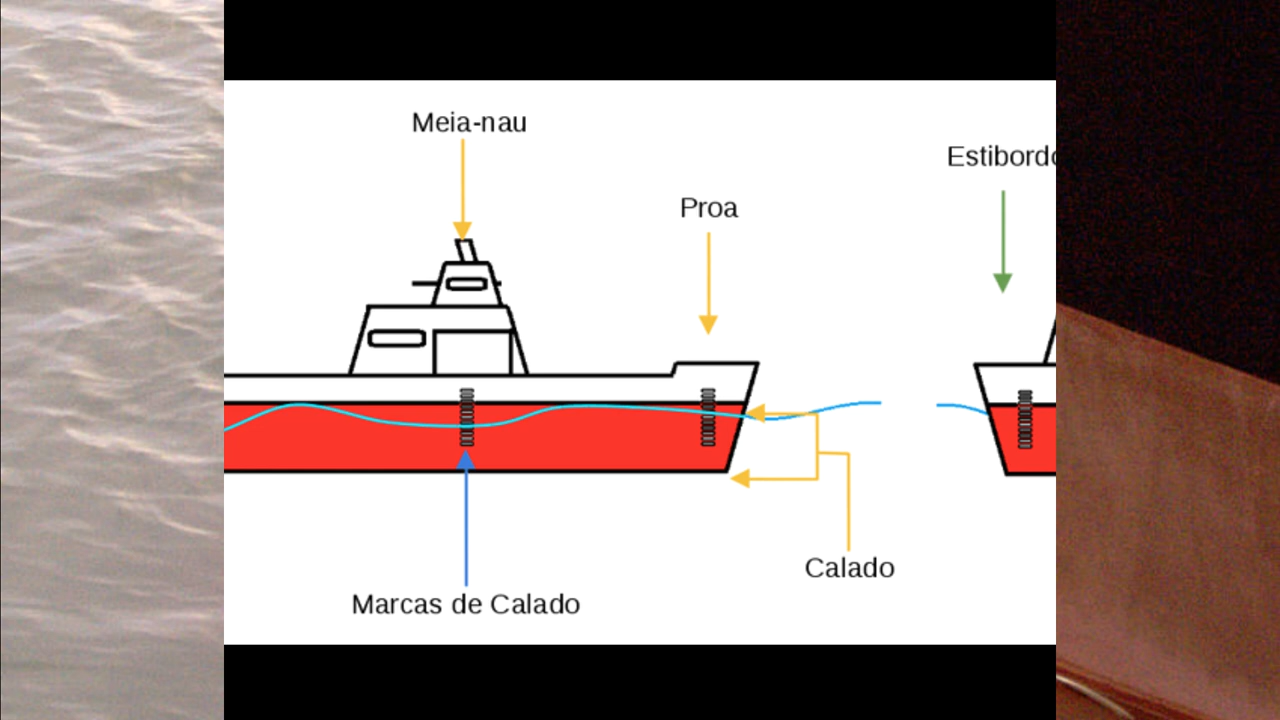 Meia-nau
Estibordo
Proa
Calado
Marcas de Calado